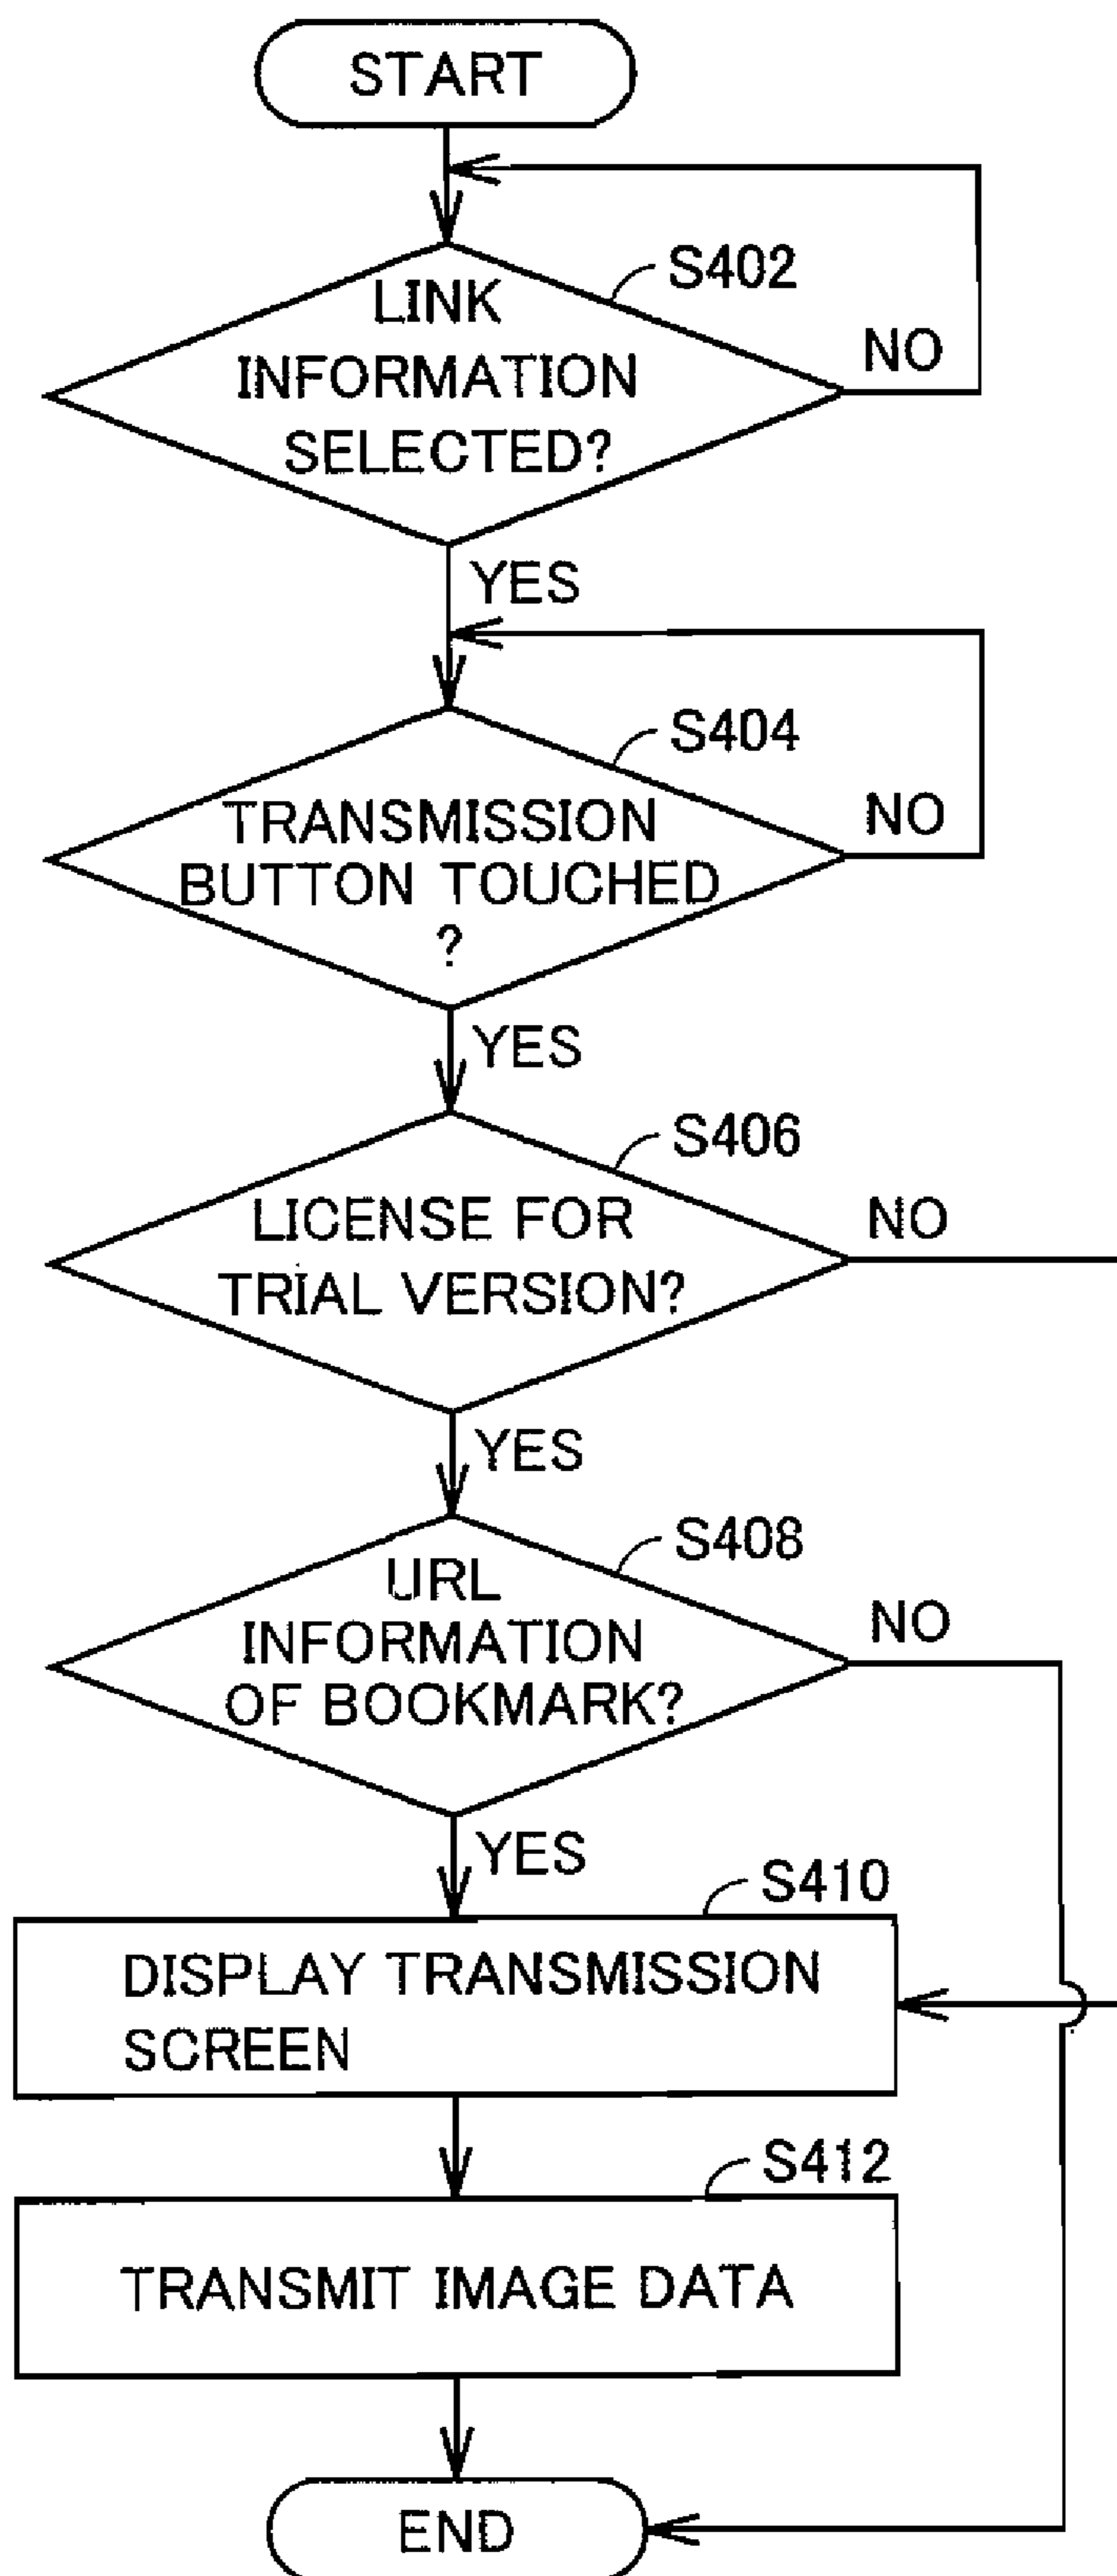 START
S402
LINK
INFORMATION
SELECTED?
NO
YES
S404
TRANSMISSION
BUTTON TOUCHED
?
NO
YES
S406
LICENSE FOR
TRIAL VERSION?
NO
YES
S408
URL
INFORMATION
OF BOOKMARK?
NO
YES
S410
DISPLAY TRANSMISSION
SCREEN
S412
TRANSMIT IMAGE DATA
END